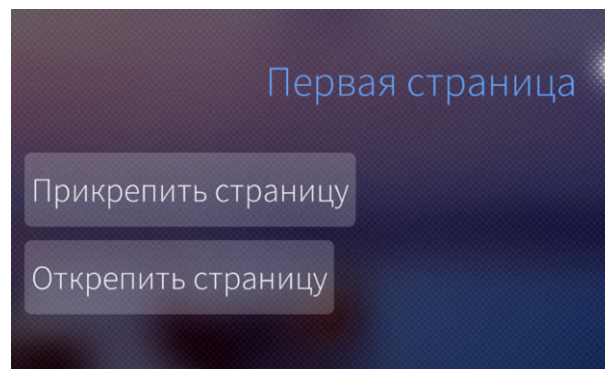 Первая страница
Прикрепить страницу
Открепить страницу